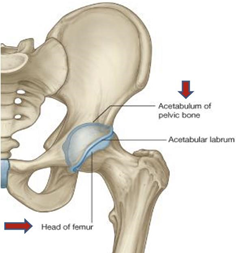 Acetabulum of
pelvic bone
Acetabular labrum
Head of femur